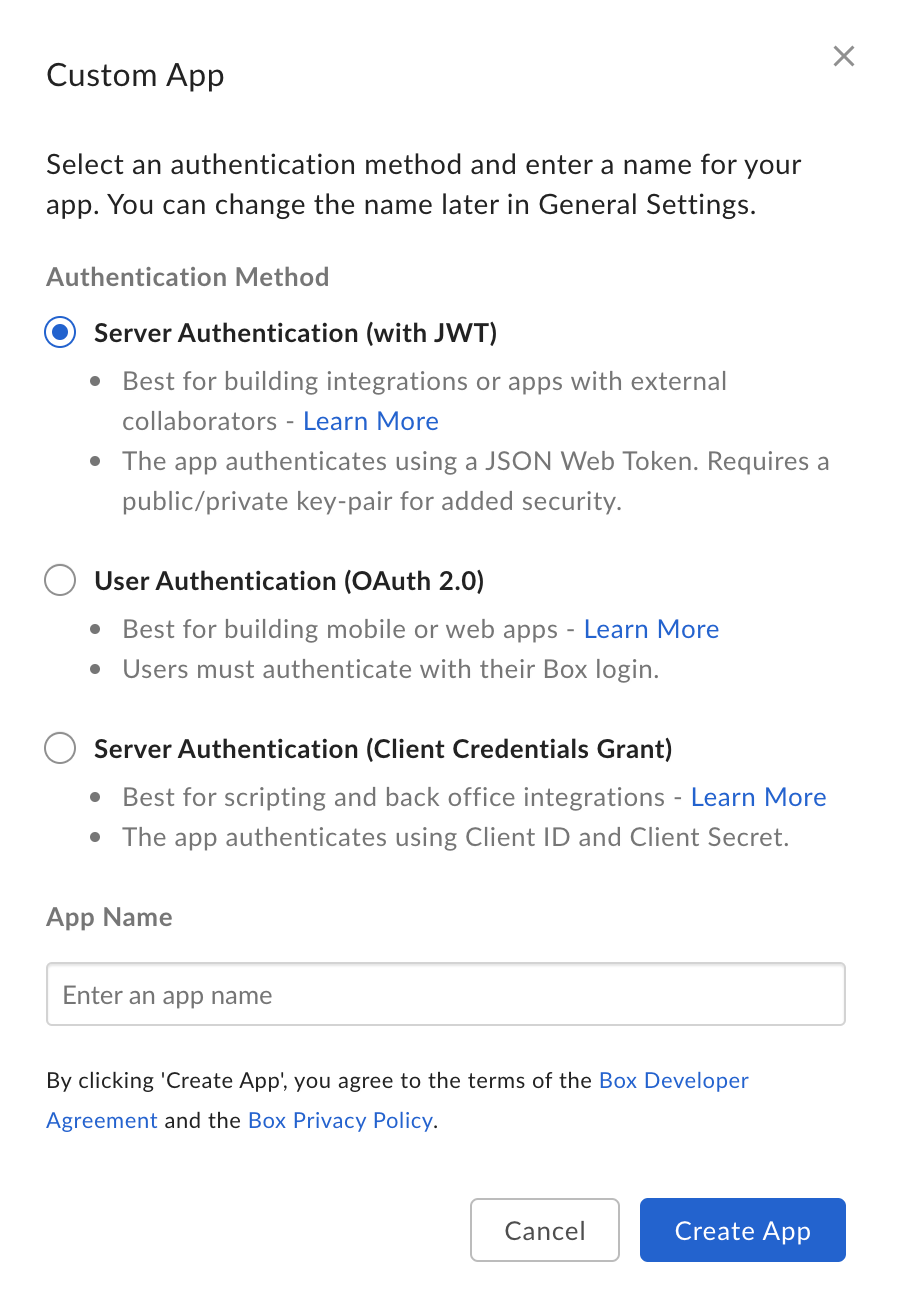 Custom App
Select an authentication method and enter a name for your
app. You can change the name later in General Settings.
Authentication Method
Server Authentication (with JWT)
• Best for building integrations or apps with external
collaborators - Learn More
• The app authenticates using a JSON Web Token. Requires a
public/private key-pair for added security.
User Authentication (OAuth 2.0)
• Best for building mobile or web apps - Learn More
• Users must authenticate with their Box login.
Server Authentication (Client Credentials Grant)
• Best for scripting and back office integrations - Learn More
• The app authenticates using Client ID and Client Secret.
App Name
Enter an app name
By clicking 'Create App', you agree to the terms of the Box Developer
Agreement and the Box Privacy Policy.
Cancel
Create App